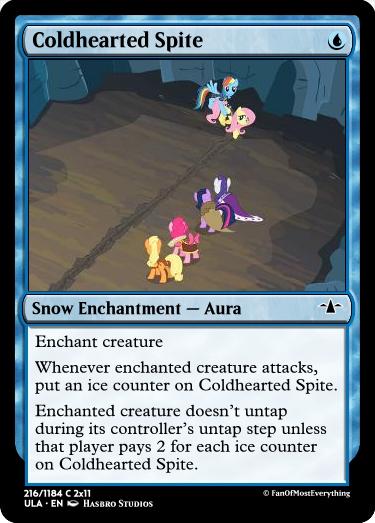 Coldhearted Spite
Snow Enchantment — Aura
Enchant creature
Whenever enchanted creature attacks,
put an ice counter on Coldhearted Spite.
Enchanted creature doesn't untap
during its controller's untap step unless
that player pays 2 for each ice counter
on Coldhearted Spite.
216/1184 C 2x11
ULA • EN Hasbro Studios
© FanOfMostEverything